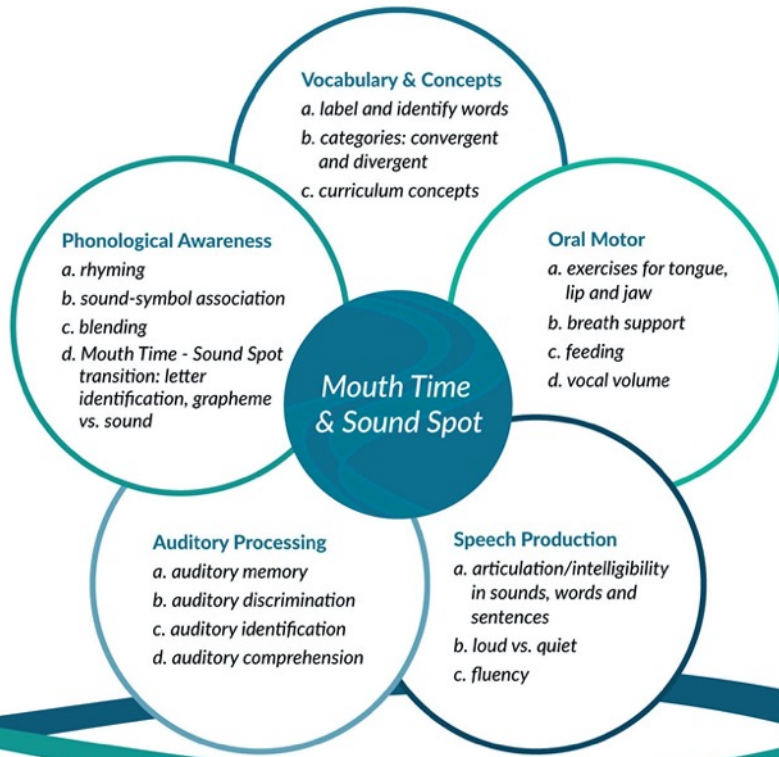 Vocabulary & Concepts
a. label and identify words
b. categories: convergent
and divergent
c. curriculum concepts
Phonological Awareness
a. rhyming
b. sound-symbol association
c. blending
d. Mouth Time - Sound Spot
transition: letter
identification, grapheme
vs. sound
Oral Motor
a. exercises for tongue,
lip and jaw
b. breath support
c. feeding
d. vocal volume
Mouth Time
& Sound Spot
Auditory Processing
a. auditory memory
b. auditory discrimination
c. auditory identification
d. auditory comprehension
Speech Production
a. articulation/intelligibility
in sounds, words and
sentences
b. loud vs. quiet
c. fluency